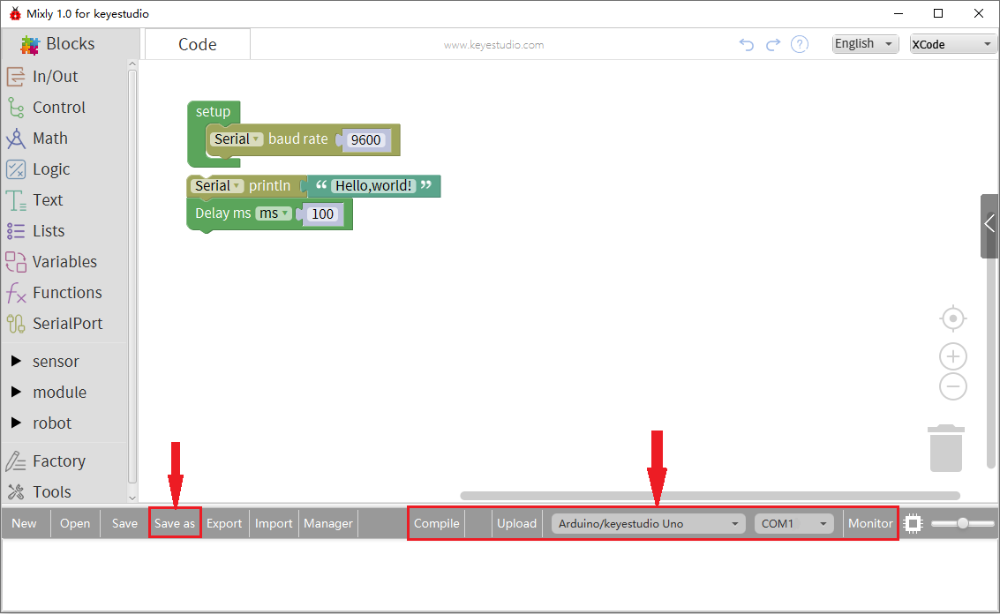 Mixly 1.0 for keyestudio
Blocks
Code
www.keyestudio.com
?
English
XCode
In/Out
Control
Math
Logic
Text
Lists
Variables
Functions
SerialPort
sensor
module
robot
Factory
Tools
setup
Serial baud rate 9600
Serial println “ Hello,world! ”
Delay ms ms 100
New Open Save Save as Export Import Manager Compile Upload Arduino/keyestudio Uno COM1 Monitor